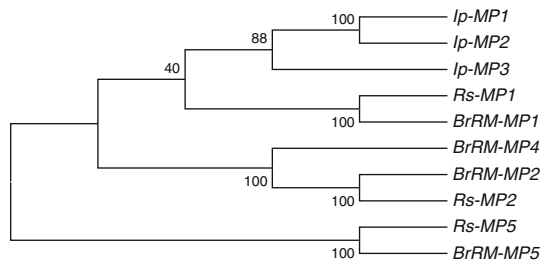 100
Ip-MP1
Ip-MP2
88
Ip-MP3
40
Rs-MP1
100
BrRM-MP1
BrRM-MP4
100
BrRM-MP2
100
Rs-MP2
Rs-MP5
100
BrRM-MP5